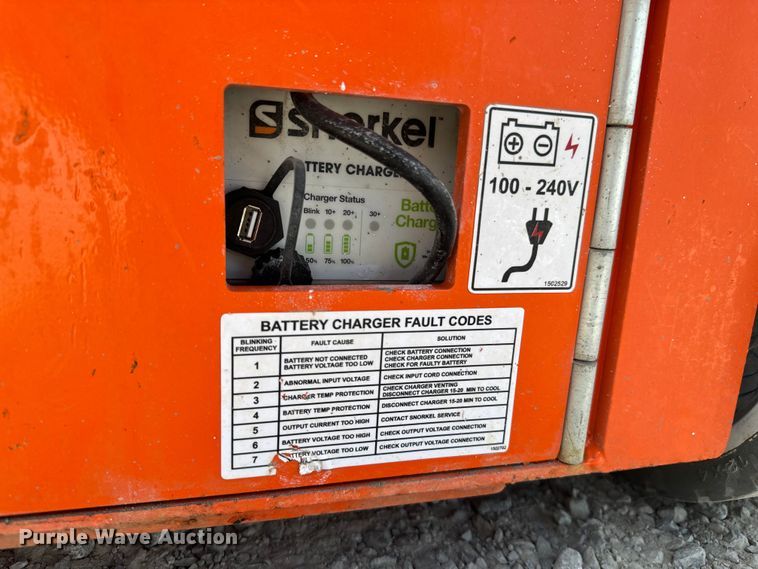 Snorkel
TTERY CHARGE
Charger Status
Blink 10+ 20+ 30+
Batte
Charg
50% 75% 100%
100 - 240V
1502529
BATTERY CHARGER FAULT CODES
BLINKING FREQUENCY FAULT CAUSE SOLUTION
1 BATTERY NOT CONNECTED BATTERY VOLTAGE TOO LOW CHECK BATTERY CONNECTION CHECK CHARGER CONNECTION CHECK FOR FAULTY BATTERY
2 ABNORMAL INPUT VOLTAGE CHECK INPUT CORD CONNECTION
3 CHARGER TEMP PROTECTION CHECK CHARGER VENTING DISCONNECT CHARGER 15-20 MIN TO COOL
4 BATTERY TEMP PROTECTION DISCONNECT CHARGER 15-20 MIN TO COOL
5 OUTPUT CURRENT TOO HIGH CONTACT SNORKEL SERVICE
6 BATTERY VOLTAGE TOO HIGH CHECK OUTPUT VOLTAGE CONNECTION
7 BATTERY VOLTAGE TOO LOW CHECK OUTPUT VOLTAGE CONNECTION
Purple Wave Auction